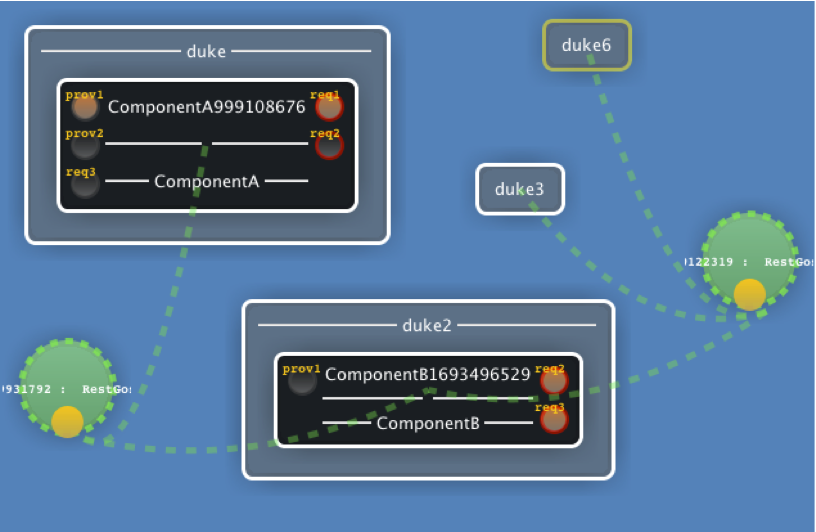 duke
prov1
ComponentA999108676
req1
prov2
req2
req3
ComponentA
duke6
duke3
122319 : RestGo
duke2
prov1
ComponentB1693496529
req2
req3
ComponentB
931792 : RestGo